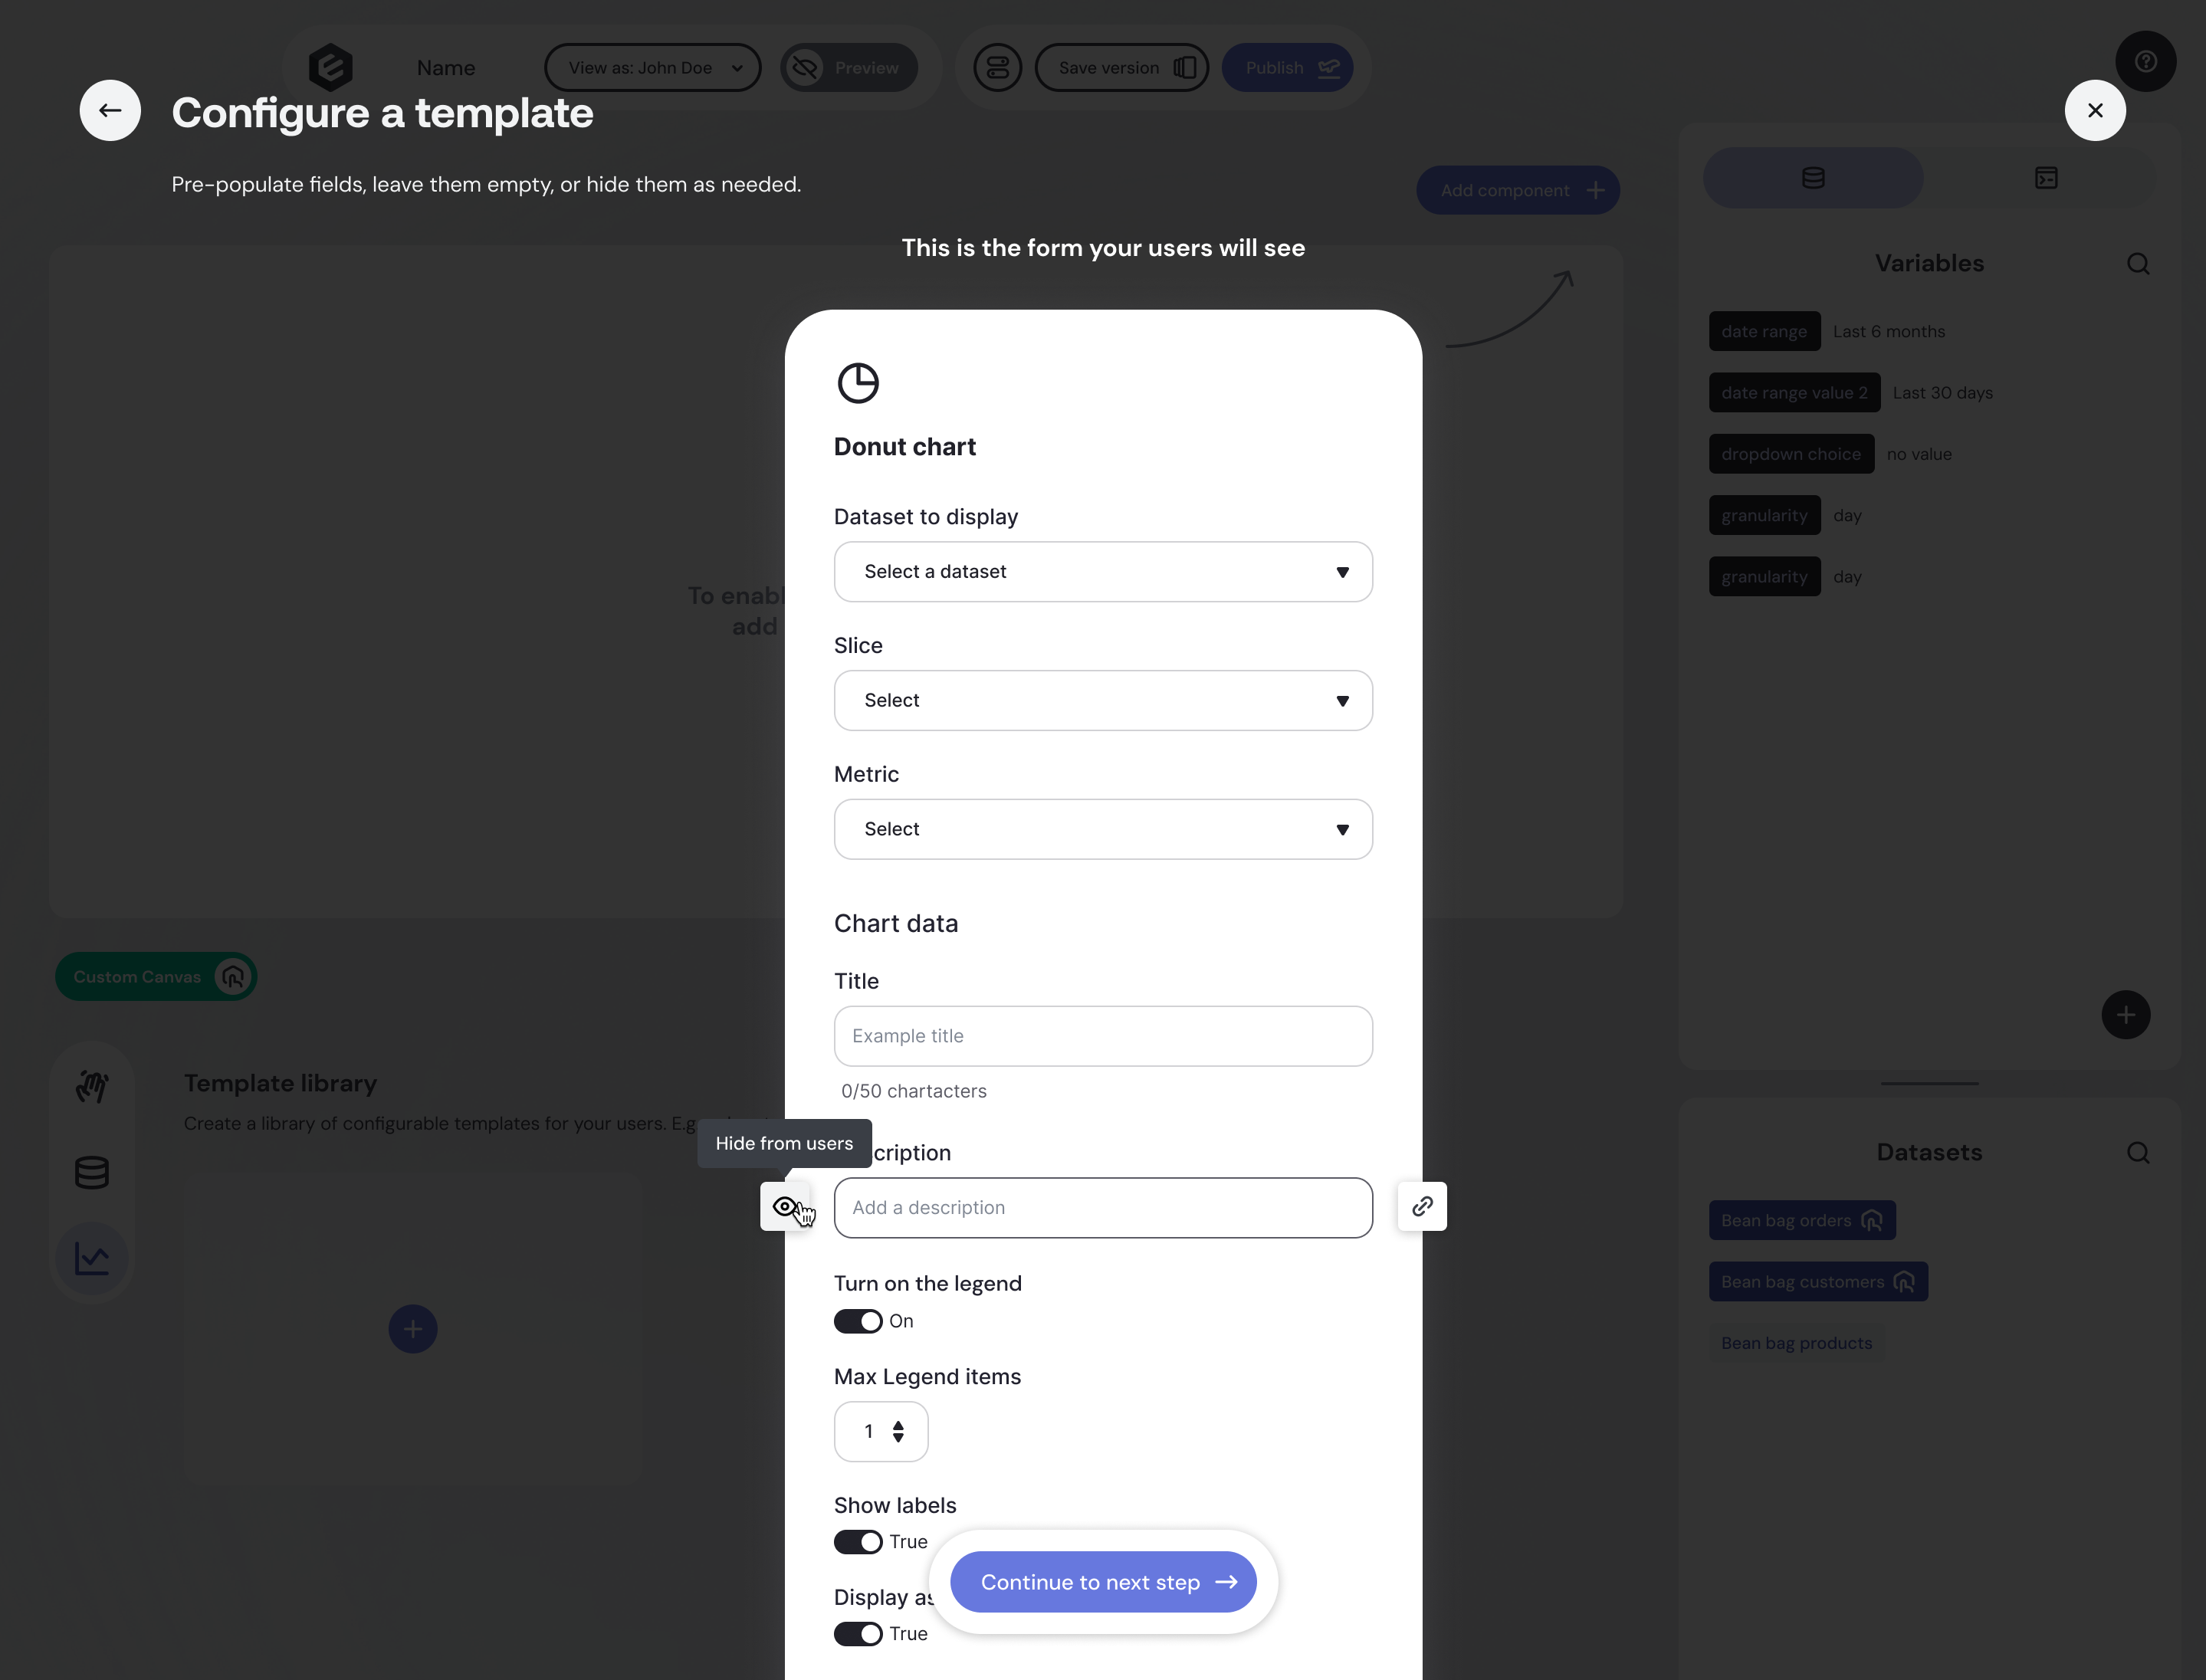 Name
View as: John Doe
Preview
Save version
Publish
Configure a template
Pre-populate fields, leave them empty, or hide them as needed.
Add component
This is the form your users will see
Variables
date range Last 6 months
date range value 2 Last 30 days
dropdown choice no value
granularity day
granularity day
To enabl
add
Donut chart
Dataset to display
Select a dataset
Slice
Select
Metric
Select
Chart data
Title
Example title
0/50 chartacters
Custom Canvas
Template library
Create a library of configurable templates for your users. E.g
Hide from users
cription
Add a description
Turn on the legend
On
Max Legend items
1
Show labels
True
Display as
True
Continue to next step
Datasets
Bean bag orders
Bean bag customers
Bean bag products